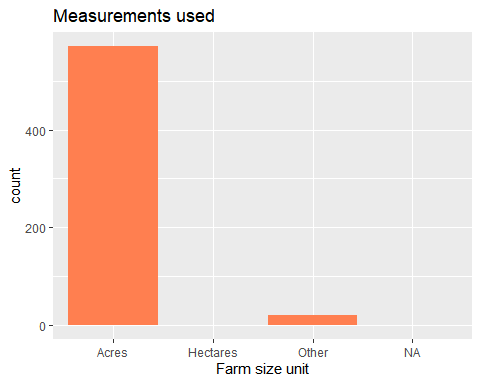 Measurements used
400
200
0
count
Acres
Hectares
Other
NA
Farm size unit